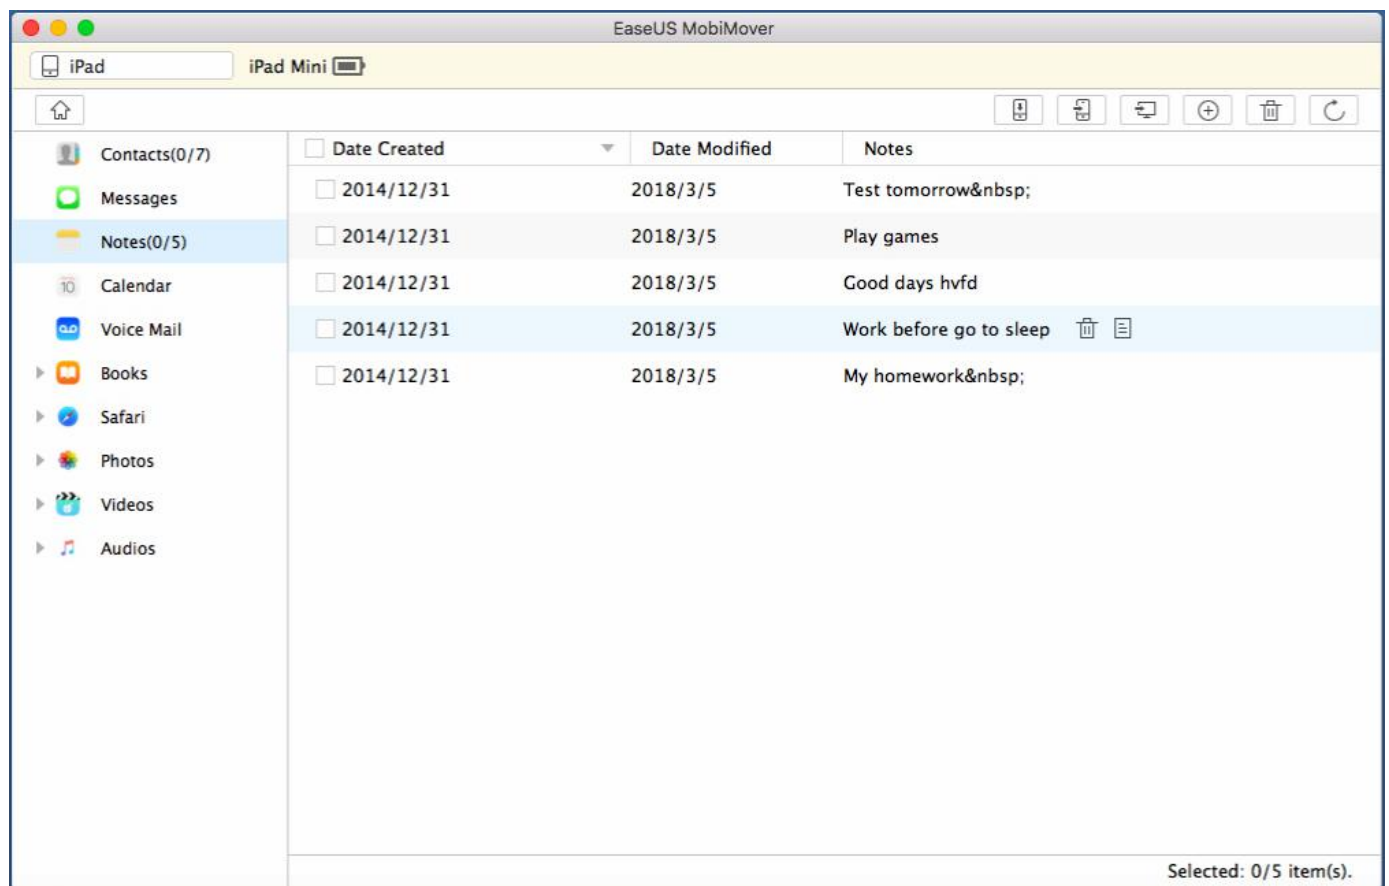 EaseUS MobiMover
iPad iPad Mini
Contacts(0/7)
Messages
Notes(0/5)
10 Calendar
Voice Mail
Books
Safari
Photos
Videos
Audios
Date Created Date Modified Notes
2014/12/31 2018/3/5 Test tomorrow&nbsp;
2014/12/31 2018/3/5 Play games
2014/12/31 2018/3/5 Good days hvfd
2014/12/31 2018/3/5 Work before go to sleep
2014/12/31 2018/3/5 My homework&nbsp;
Selected: 0/5 item(s).